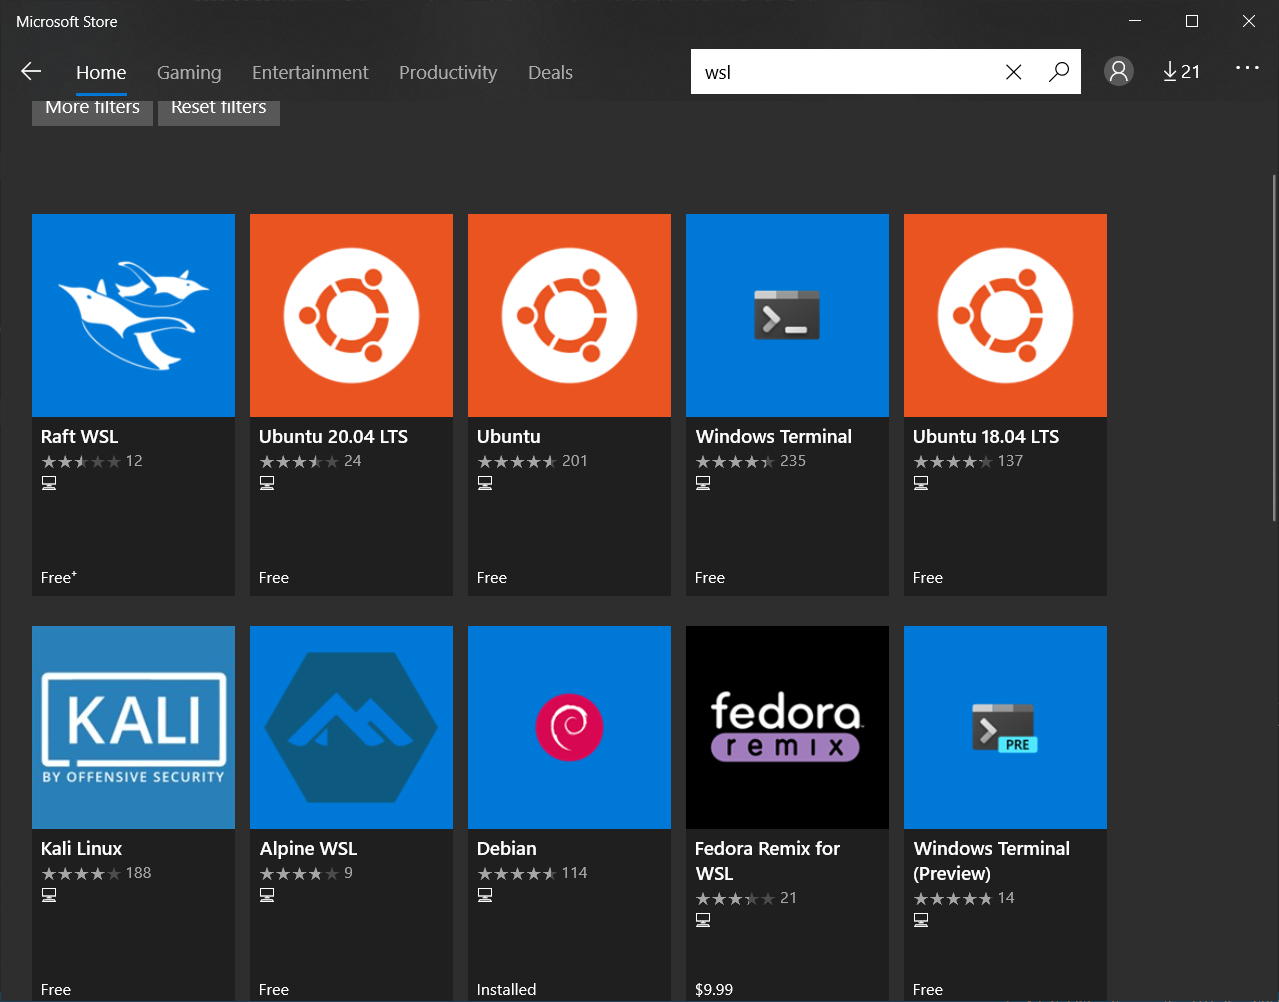 Microsoft Store
Home Gaming Entertainment Productivity Deals wsl 21
More filters Reset filters
Raft WSL
12
Free+
Ubuntu 20.04 LTS
24
Free
Ubuntu
201
Free
Windows Terminal
235
Free
Ubuntu 18.04 LTS
137
Free
KALI
BY OFFENSIVE SECURITY
Kali Linux
188
Free
Alpine WSL
9
Free
Debian
114
Installed
fedora
remix
Fedora Remix for
WSL
21
$9.99
PRE
Windows Terminal
(Preview)
14
Free